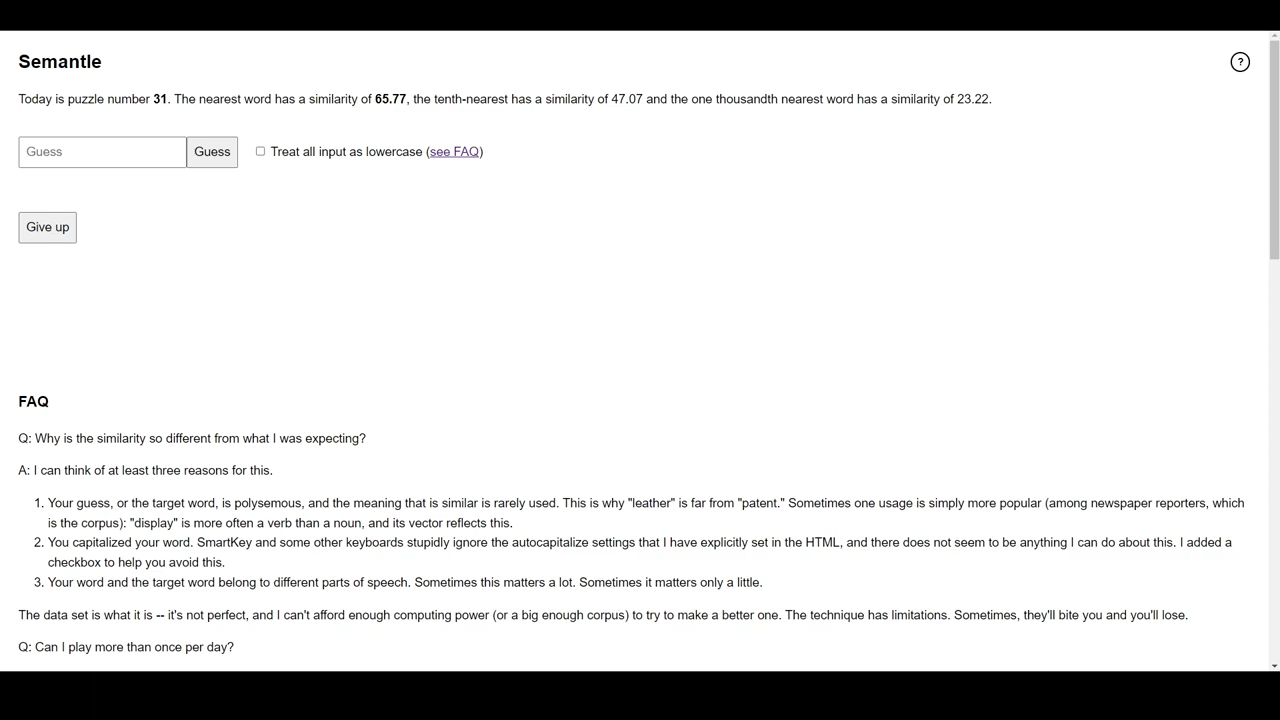 Semantle
?
Today is puzzle number 31. The nearest word has a similarity of 65.77, the tenth-nearest has a similarity of 47.07 and the one thousandth nearest word has a similarity of 23.22.
Guess Guess Treat all input as lowercase (see FAQ)
Give up
FAQ
Q: Why is the similarity so different from what I was expecting?
A: I can think of at least three reasons for this.
1. Your guess, or the target word, is polysemous, and the meaning that is similar is rarely used. This is why "leather" is far from "patent." Sometimes one usage is simply more popular (among newspaper reporters, which
is the corpus): "display" is more often a verb than a noun, and its vector reflects this.
2. You capitalized your word. SmartKey and some other keyboards stupidly ignore the autocapitalize settings that I have explicitly set in the HTML, and there does not seem to be anything I can do about this. I added a
checkbox to help you avoid this.
3. Your word and the target word belong to different parts of speech. Sometimes this matters a lot. Sometimes it matters only a little.
The data set is what it is -- it's not perfect, and I can't afford enough computing power (or a big enough corpus) to try to make a better one. The technique has limitations. Sometimes, they'll bite you and you'll lose.
Q: Can I play more than once per day?